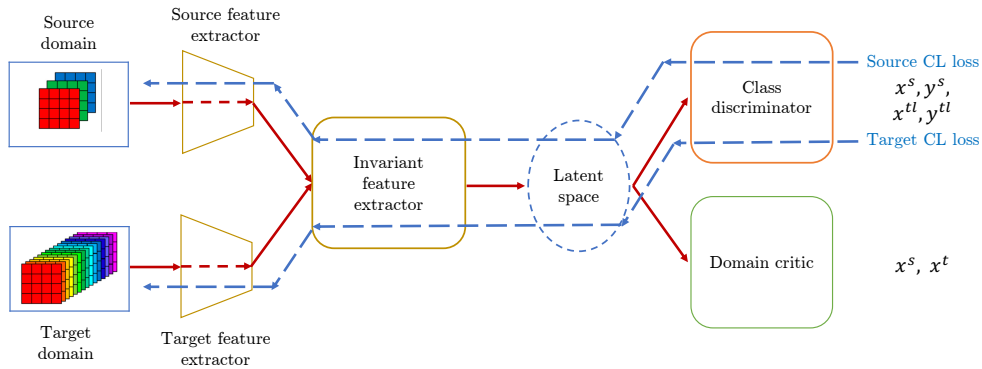 Source
domain
Source feature
extractor
Source CL loss
x^s, y^s,
x^{tl}, y^{tl}
Target CL loss
Class
discriminator
Invariant
feature
extractor
Latent
space
Domain critic
x^s, x^t
Target
domain
Target feature
extractor